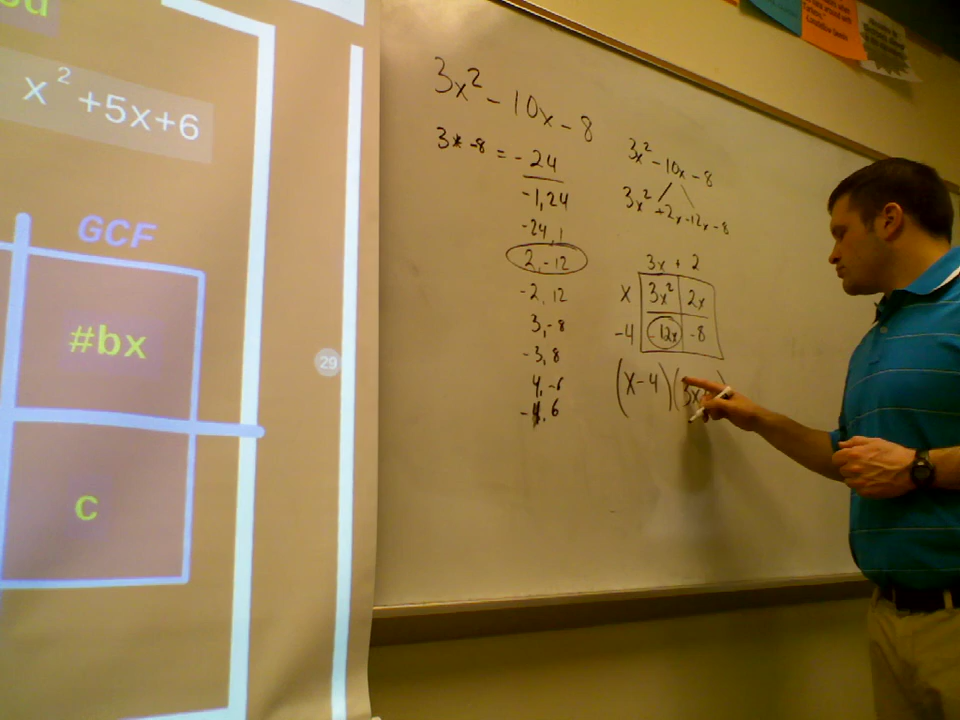 x² +5x+6
GCF
#bx
c
29
3x² - 10x - 8
3* -8 = -24
-1, 24
-24, 1
2, -12
-2, 12
3, -8
-3, 8
4, -6
-4, 6
3x² - 10x - 8
3x² +2x -12x -8
3x + 2
x 3x² 2x
-4 -12x -8
(x-4)(3x